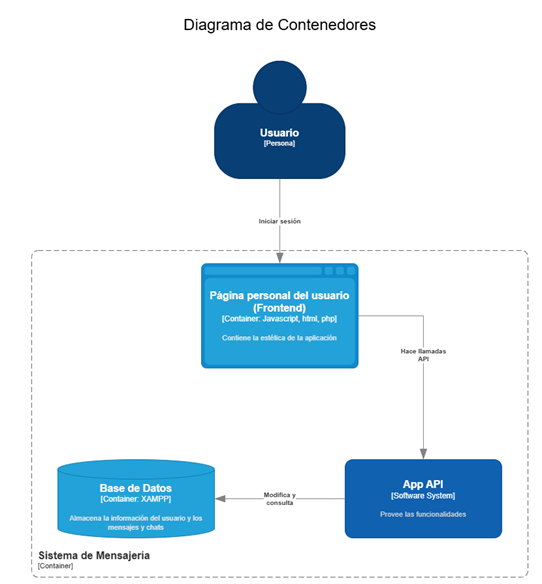 Diagrama de Contenedores
Usuario
[Persona]
Iniciar sesión
Página personal del usuario
(Frontend)
[Container: Javascript, html, php]
Contiene la estética de la aplicación
Hace llamadas
API
Base de Datos
[Container: XAMPP]
Almacena la información del usuario y los
mensajes y chats
Modifica y
consulta
App API
[Software System]
Provee las funcionalidades
Sistema de Mensajería
[Container]